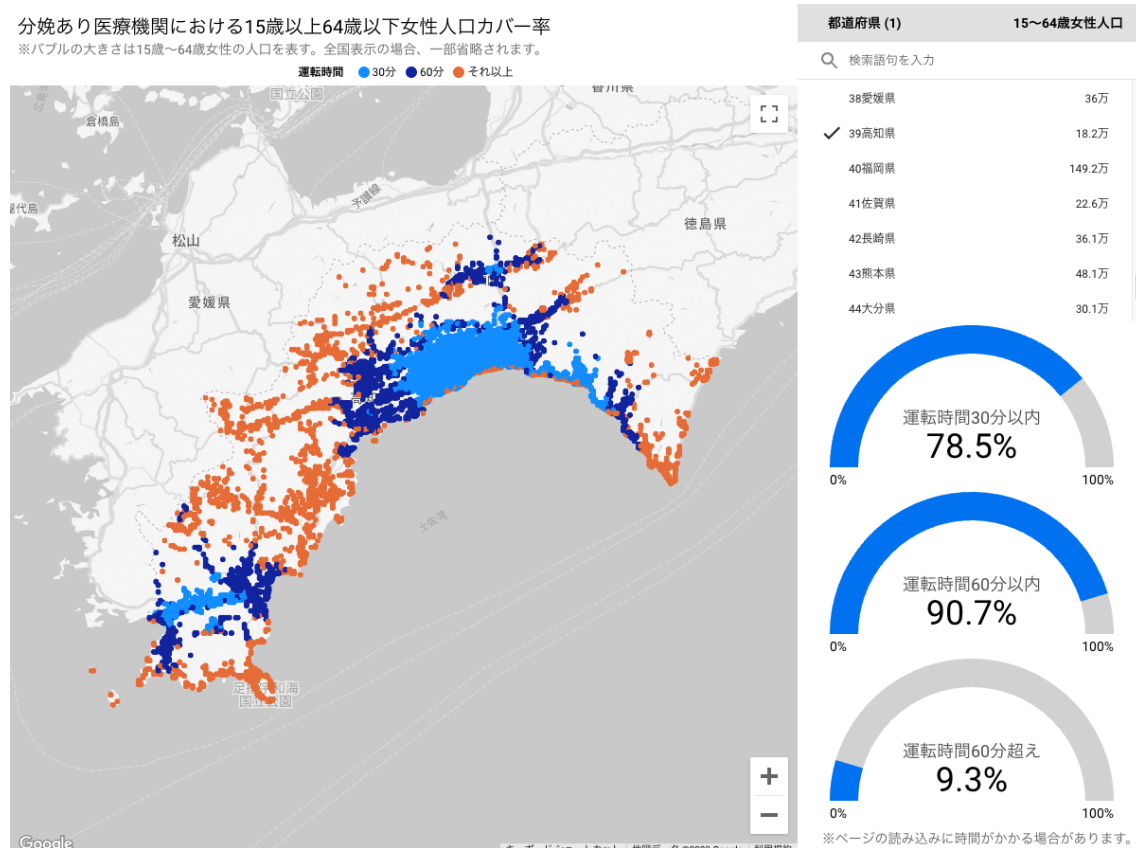 分娩あり医療機関における15歳以上64歳以下女性人口カバー率
※バブルの大きさは15歳〜64歳女性の人口を表す。全国表示の場合、一部省略されます。
運転時間 30分 60分 それ以上
国立公園
香川県
倉橋島
予讃線
徳島県
松山
愛媛県
土佐湾
足摺宇和海
国立公園
Google
都道府県 (1) 15〜64歳女性人口
検索語句を入力
38愛媛県 36万
39高知県 18.2万
40福岡県 149.2万
41佐賀県 22.6万
42長崎県 36.1万
43熊本県 48.1万
44大分県 30.1万
運転時間30分以内
78.5%
0% 100%
運転時間60分以内
90.7%
0% 100%
運転時間60分超え
9.3%
0% 100%
※ページの読み込みに時間がかかる場合があります。